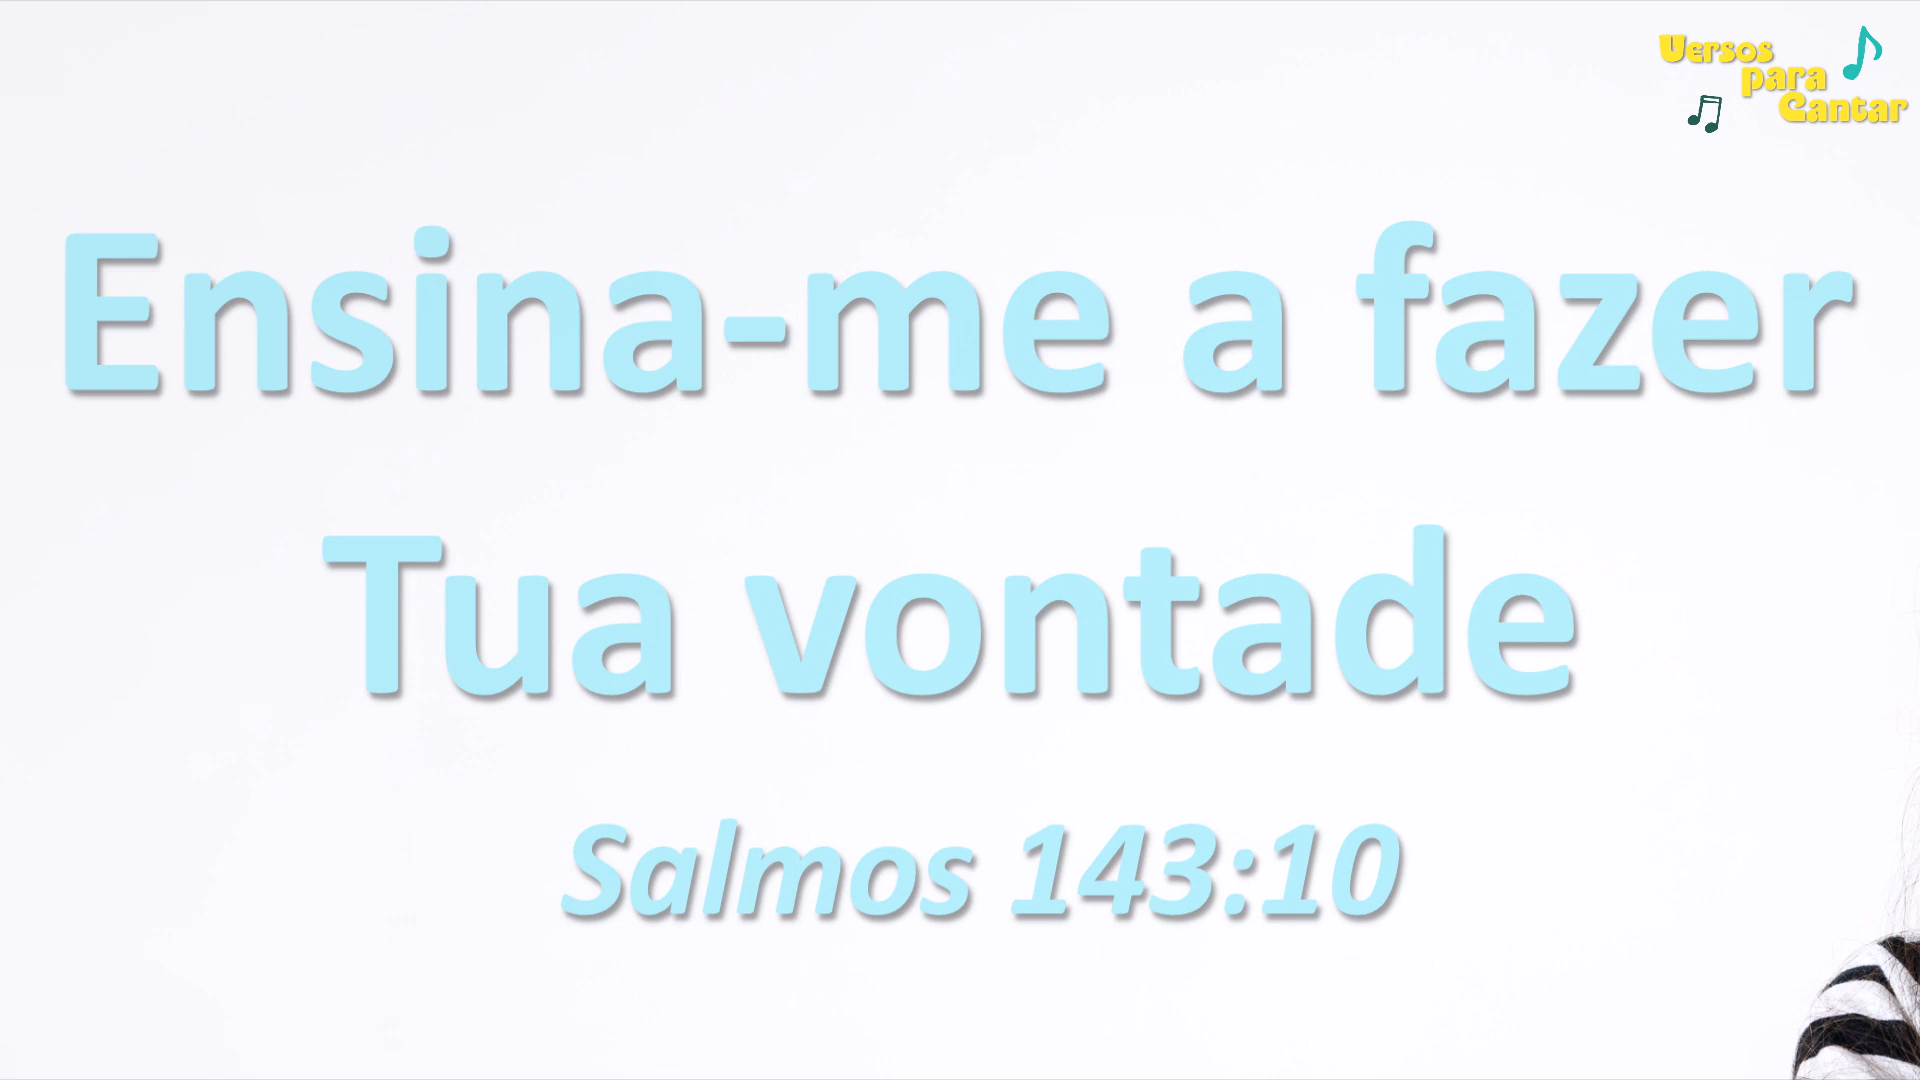 Versos
para
Cantar
Ensina-me a fazer
Tua vontade
Salmos 143:10